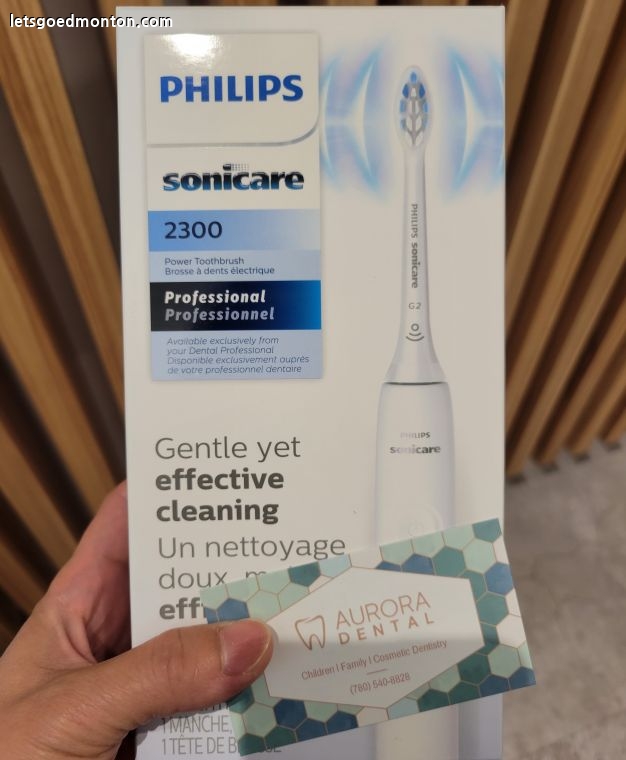 letsgoedmonton.com
PHILIPS
sonicare
2300
Power Toothbrush
Brosse à dents électrique
Professional
Professionnel
Available exclusively from
your Dental Professional
Disponible exclusivement auprès
de votre professionnel dentaire
PHILIPS sonicare
G2
PHILIPS
sonicare
Gentle yet
effective
cleaning
Un nettoyage
doux
eff
AURORA
DENTAL
Children | Family | Cosmetic Dentistry
(780) 540-8828
1 MANCHE,
1 TÊTE DE